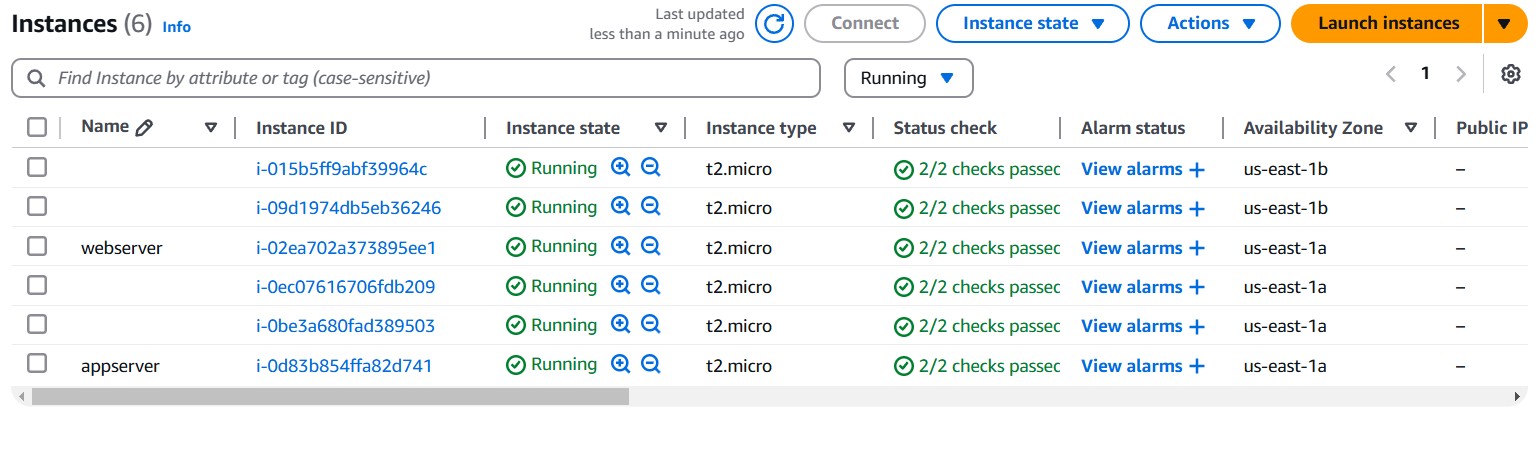 Instances (6) Info
Last updated
less than a minute ago
Connect
Instance state
Actions
Launch instances
Find Instance by attribute or tag (case-sensitive)
Running
1
Name Instance ID Instance state Instance type Status check Alarm status Availability Zone Public IP
i-015b5ff9abf39964c Running t2.micro 2/2 checks passec View alarms + us-east-1b –
i-09d1974db5eb36246 Running t2.micro 2/2 checks passec View alarms + us-east-1b –
webserver i-02ea702a373895ee1 Running t2.micro 2/2 checks passec View alarms + us-east-1a –
i-0ec07616706fdb209 Running t2.micro 2/2 checks passec View alarms + us-east-1a –
i-0be3a680fad389503 Running t2.micro 2/2 checks passec View alarms + us-east-1a –
appserver i-0d83b854ffa82d741 Running t2.micro 2/2 checks passec View alarms + us-east-1a –